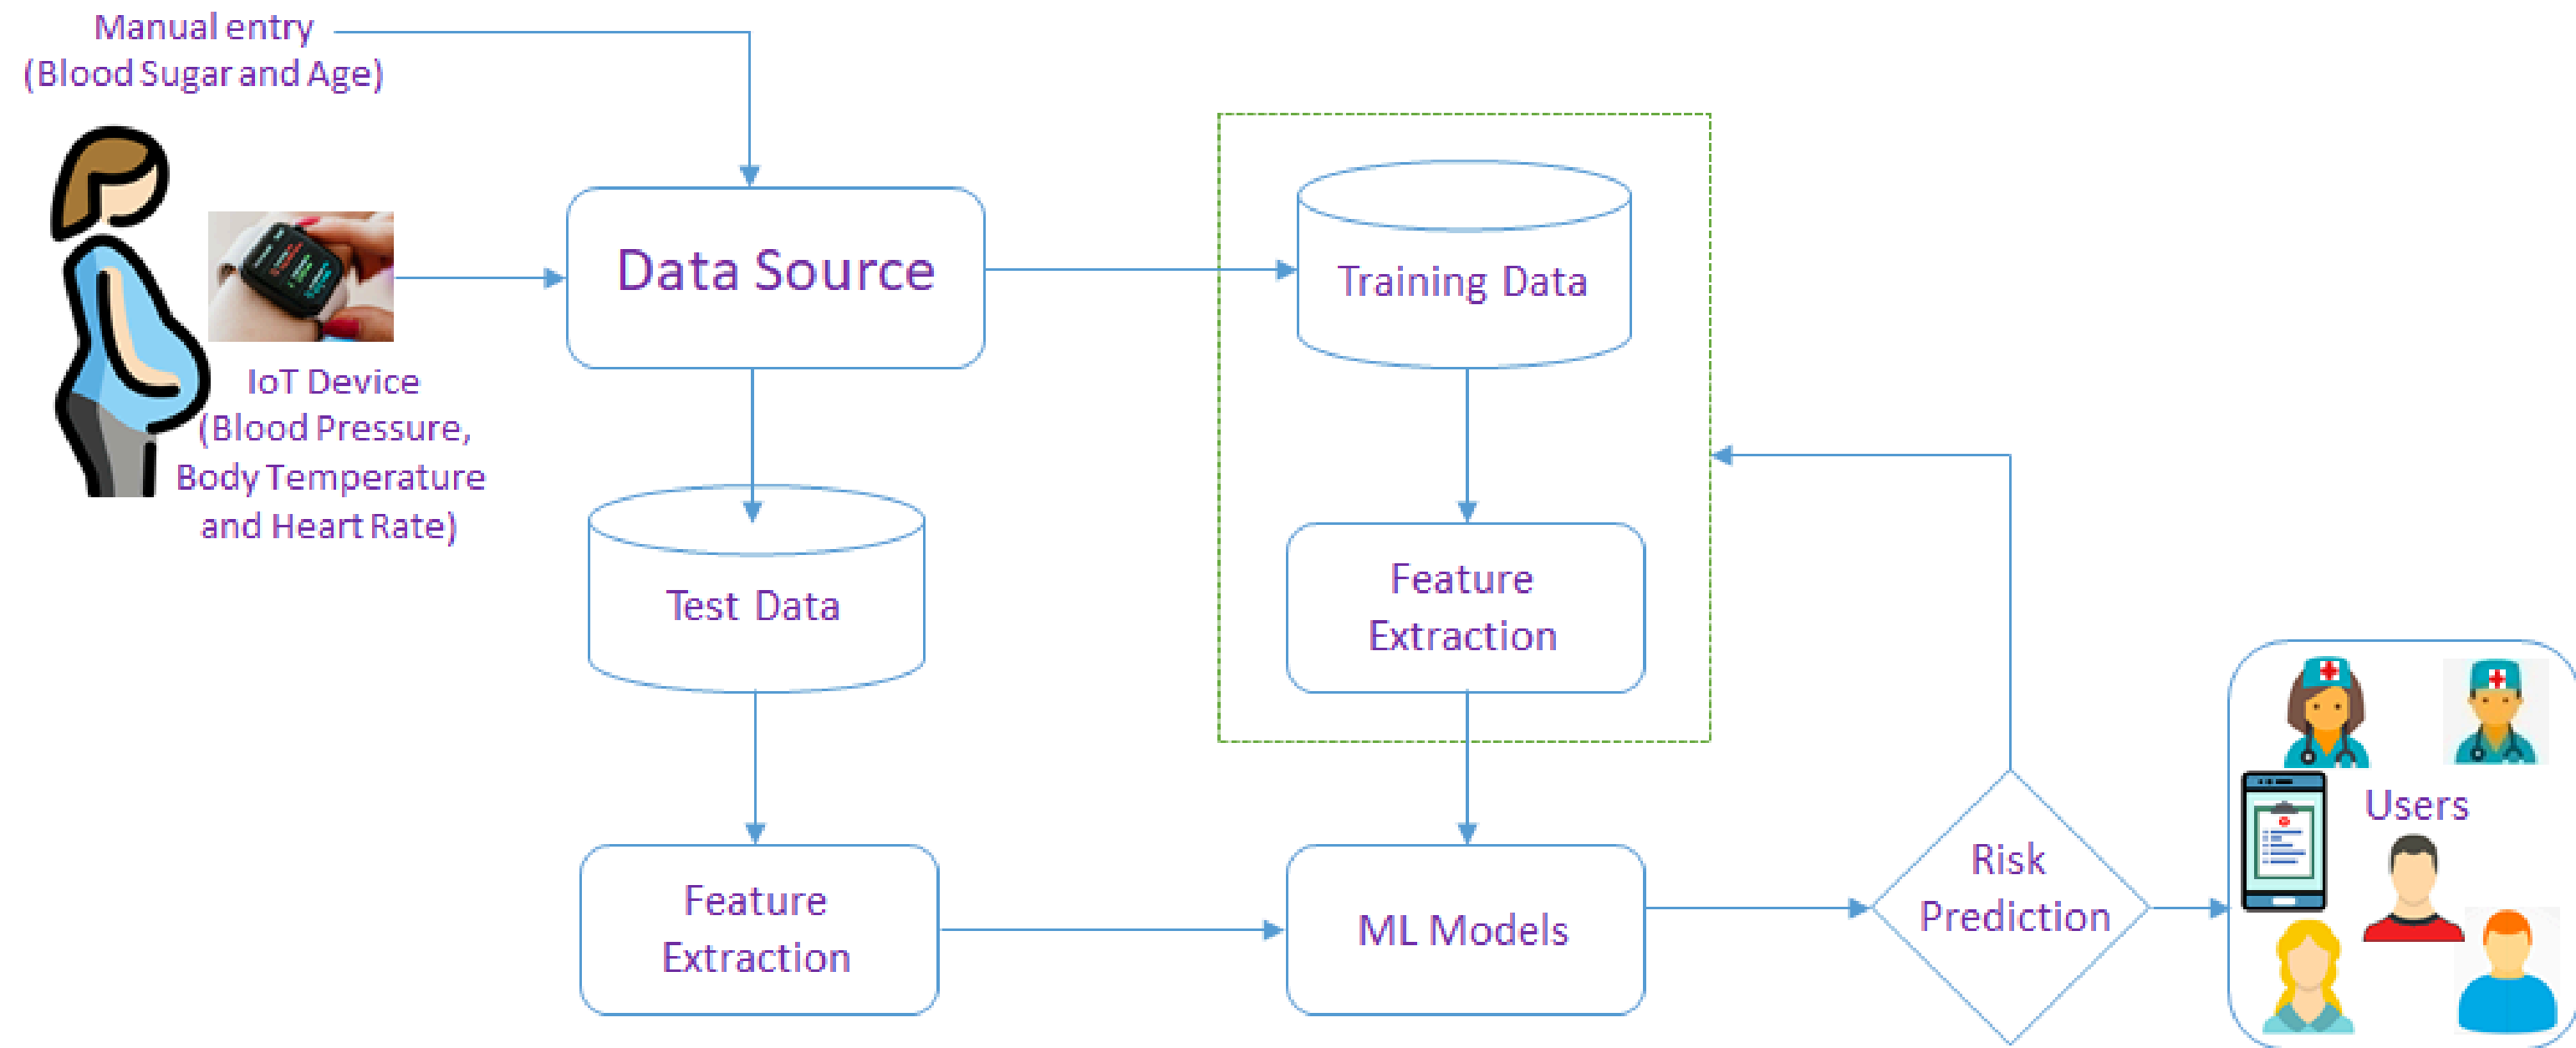 Manual entry
(Blood Sugar and Age)
Data Source
Training Data
IoT Device
(Blood Pressure,
Body Temperature
and Heart Rate)
Test Data
Feature
Extraction
Feature
Extraction
ML Models
Risk
Prediction
Users